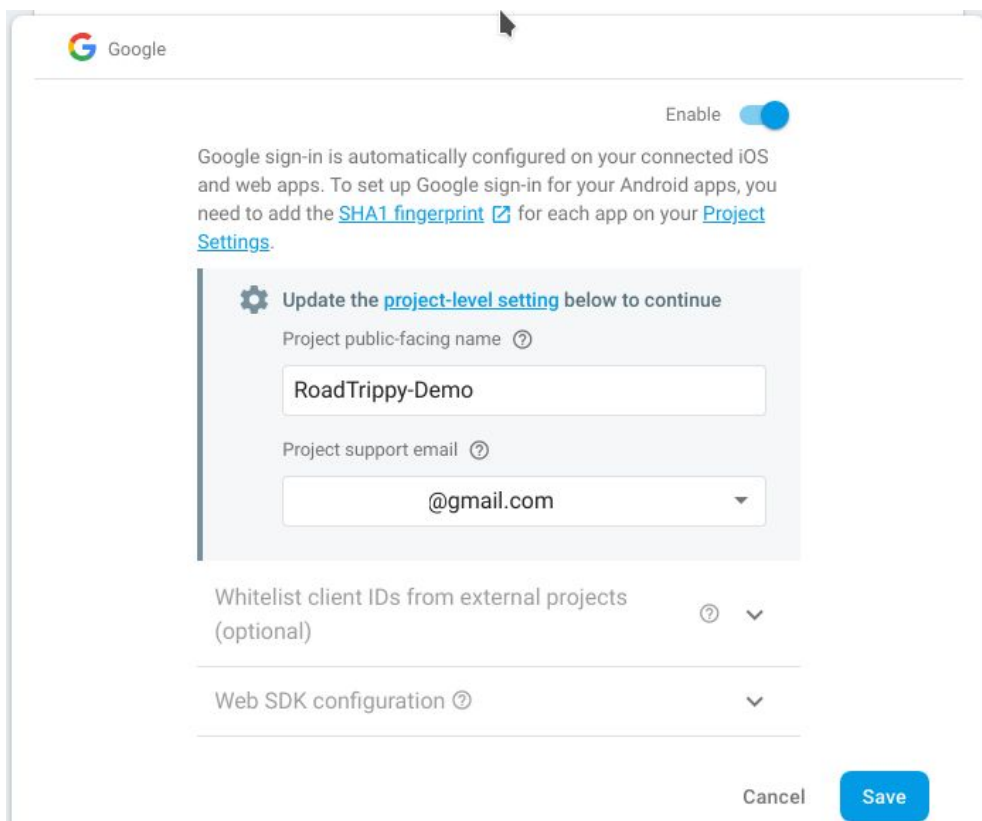 Google
Enable
Google sign-in is automatically configured on your connected iOS
and web apps. To set up Google sign-in for your Android apps, you
need to add the SHA1 fingerprint for each app on your Project
Settings.
Update the project-level setting below to continue
Project public-facing name
RoadTrippy-Demo
Project support email
@gmail.com
Whitelist client IDs from external projects
(optional)
Web SDK configuration
Cancel
Save